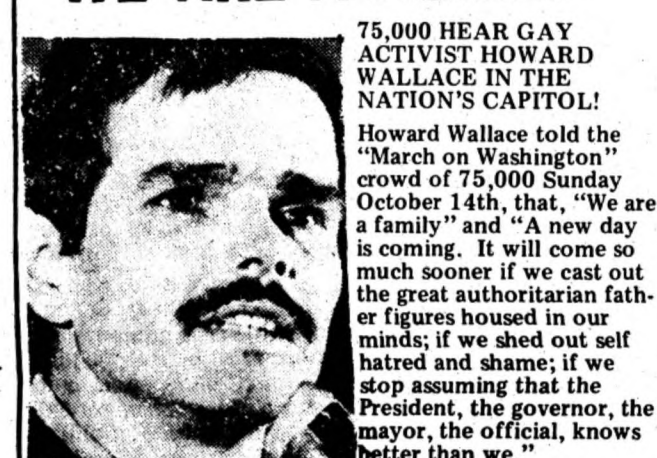 75,000 HEAR GAY
ACTIVIST HOWARD
WALLACE IN THE
NATION'S CAPITOL!
Howard Wallace told the
“March on Washington”
crowd of 75,000 Sunday
October 14th, that, “We are
a family” and “A new day
is coming. It will come so
much sooner if we cast out
the great authoritarian fath-
er figures housed in our
minds; if we shed out self
hatred and shame; if we
stop assuming that the
President, the governor, the
mayor, the official, knows
better than we.”